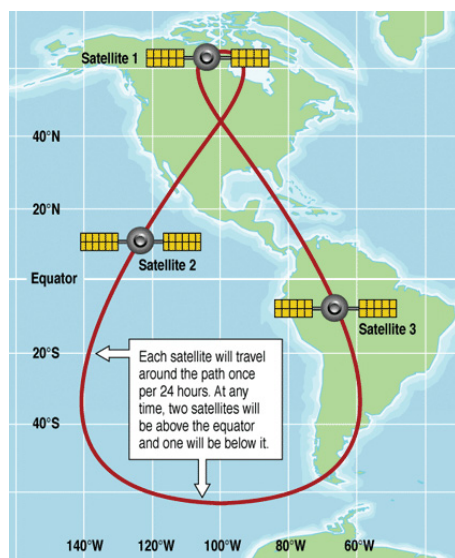 Satellite 1
40°N
20°N
Satellite 2
Equator
Satellite 3
20°S
Each satellite will travel
around the path once
per 24 hours. At any
time, two satellites will
be above the equator
and one will be below it.
40°S
140°W 120°W 100°W 80°W 60°W